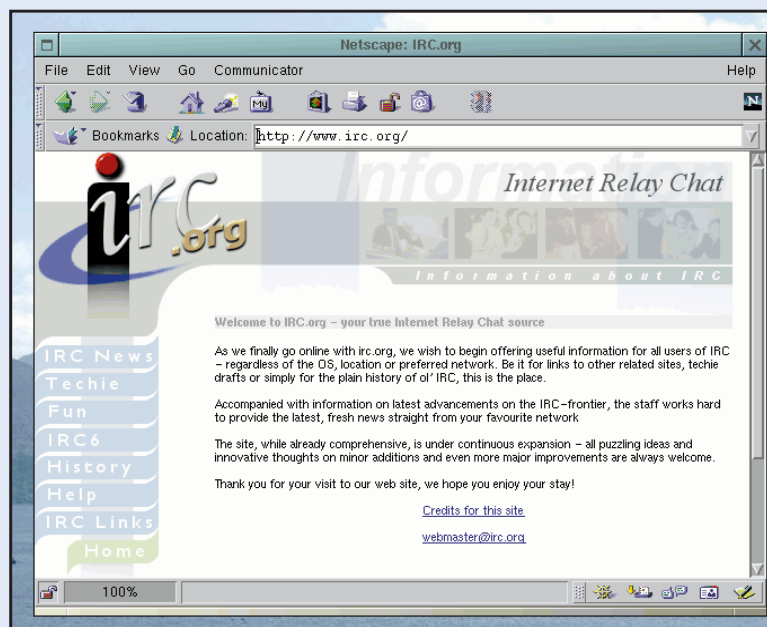 Netscape: IRC.org
File Edit View Go Communicator Help
My N
Bookmarks Location: http://www.irc.org/
irc.org
Information
Internet Relay Chat
Information about IRC
Welcome to IRC.org – your true Internet Relay Chat source
As we finally go online with irc.org, we wish to begin offering useful information for all users of IRC
– regardless of the OS, location or preferred network. Be it for links to other related sites, techie
drafts or simply for the plain history of ol' IRC, this is the place.
Accompanied with information on latest advancements on the IRC–frontier, the staff works hard
to provide the latest, fresh news straight from your favourite network
The site, while already comprehensive, is under continuous expansion – all puzzling ideas and
innovative thoughts on minor additions and even more major improvements are always welcome.
Thank you for your visit to our web site, we hope you enjoy your stay!
Credits for this site
webmaster@irc.org
IRC News
Techie
Fun
IRC6
History
Help
IRC Links
Home
100%